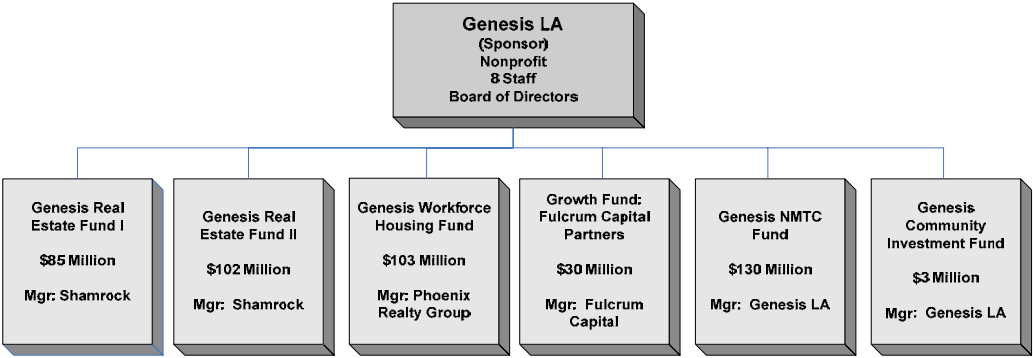 Genesis LA
(Sponsor)
Nonprofit
8 Staff
Board of Directors
Genesis Real
Estate Fund I
$85 Million
Mgr: Shamrock
Genesis Real
Estate Fund II
$102 Million
Mgr: Shamrock
Genesis Workforce
Housing Fund
$103 Million
Mgr: Phoenix
Realty Group
Growth Fund:
Fulcrum Capital
Partners
$30 Million
Mgr: Fulcrum
Capital
Genesis NMTC
Fund
$130 Million
Mgr: Genesis LA
Genesis
Community
Investment Fund
$3 Million
Mgr: Genesis LA